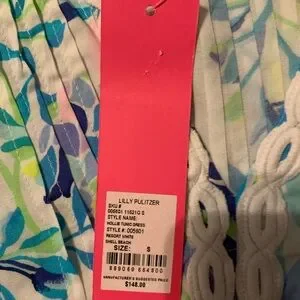 LILLY PULITZER
SKU #
005601 11521G S
STYLE NAME:
HOLLIE TUNIC DRESS
STYLE #: 005601
RESORT WHITE
SHELL BEACH
SIZE: S
MANUFACTURER'S SUGGESTED PRICE
$148.00